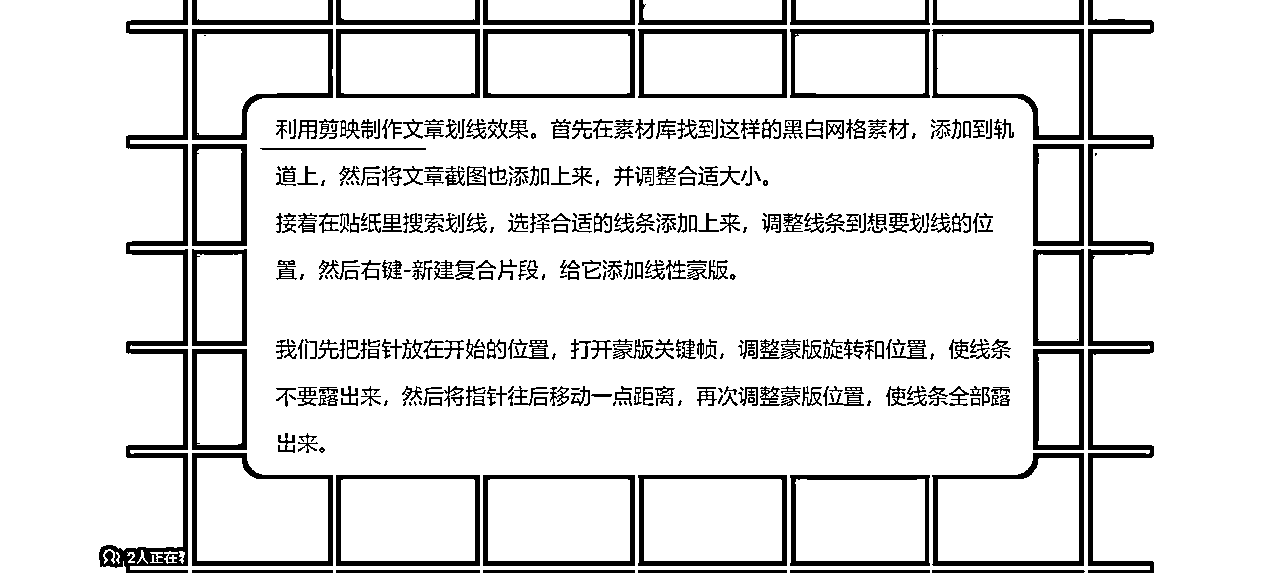 利用剪映制作文章划线效果。首先在素材库找到这样的黑白网格素材，添加到轨
道上，然后将文章截图也添加上来，并调整合适大小。
接着在贴纸里搜索划线，选择合适的线条添加上来，调整线条到想要划线的位
置，然后右键-新建复合片段，给它添加线性蒙版。
我们先把指针放在开始的位置，打开蒙版关键帧，调整蒙版旋转和位置，使线条
不要露出来，然后将指针往后移动一点距离，再次调整蒙版位置，使线条全部露
出来。
2人正在